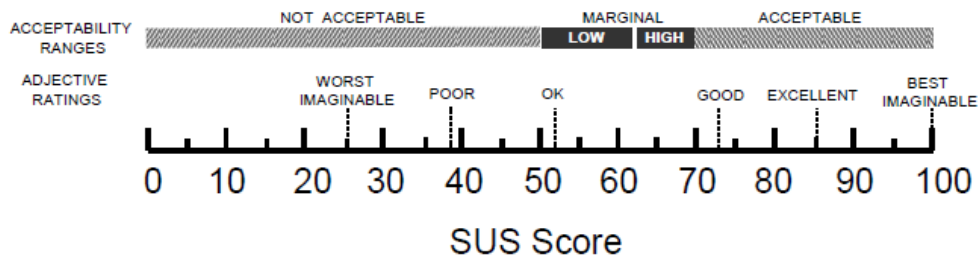 NOT ACCEPTABLE MARGINAL ACCEPTABLE
ACCEPTABILITY
RANGES
LOW HIGH
ADJECTIVE
RATINGS
WORST
IMAGINABLE
POOR
OK
GOOD
EXCELLENT
BEST
IMAGINABLE
0 10 20 30 40 50 60 70 80 90 100
SUS Score